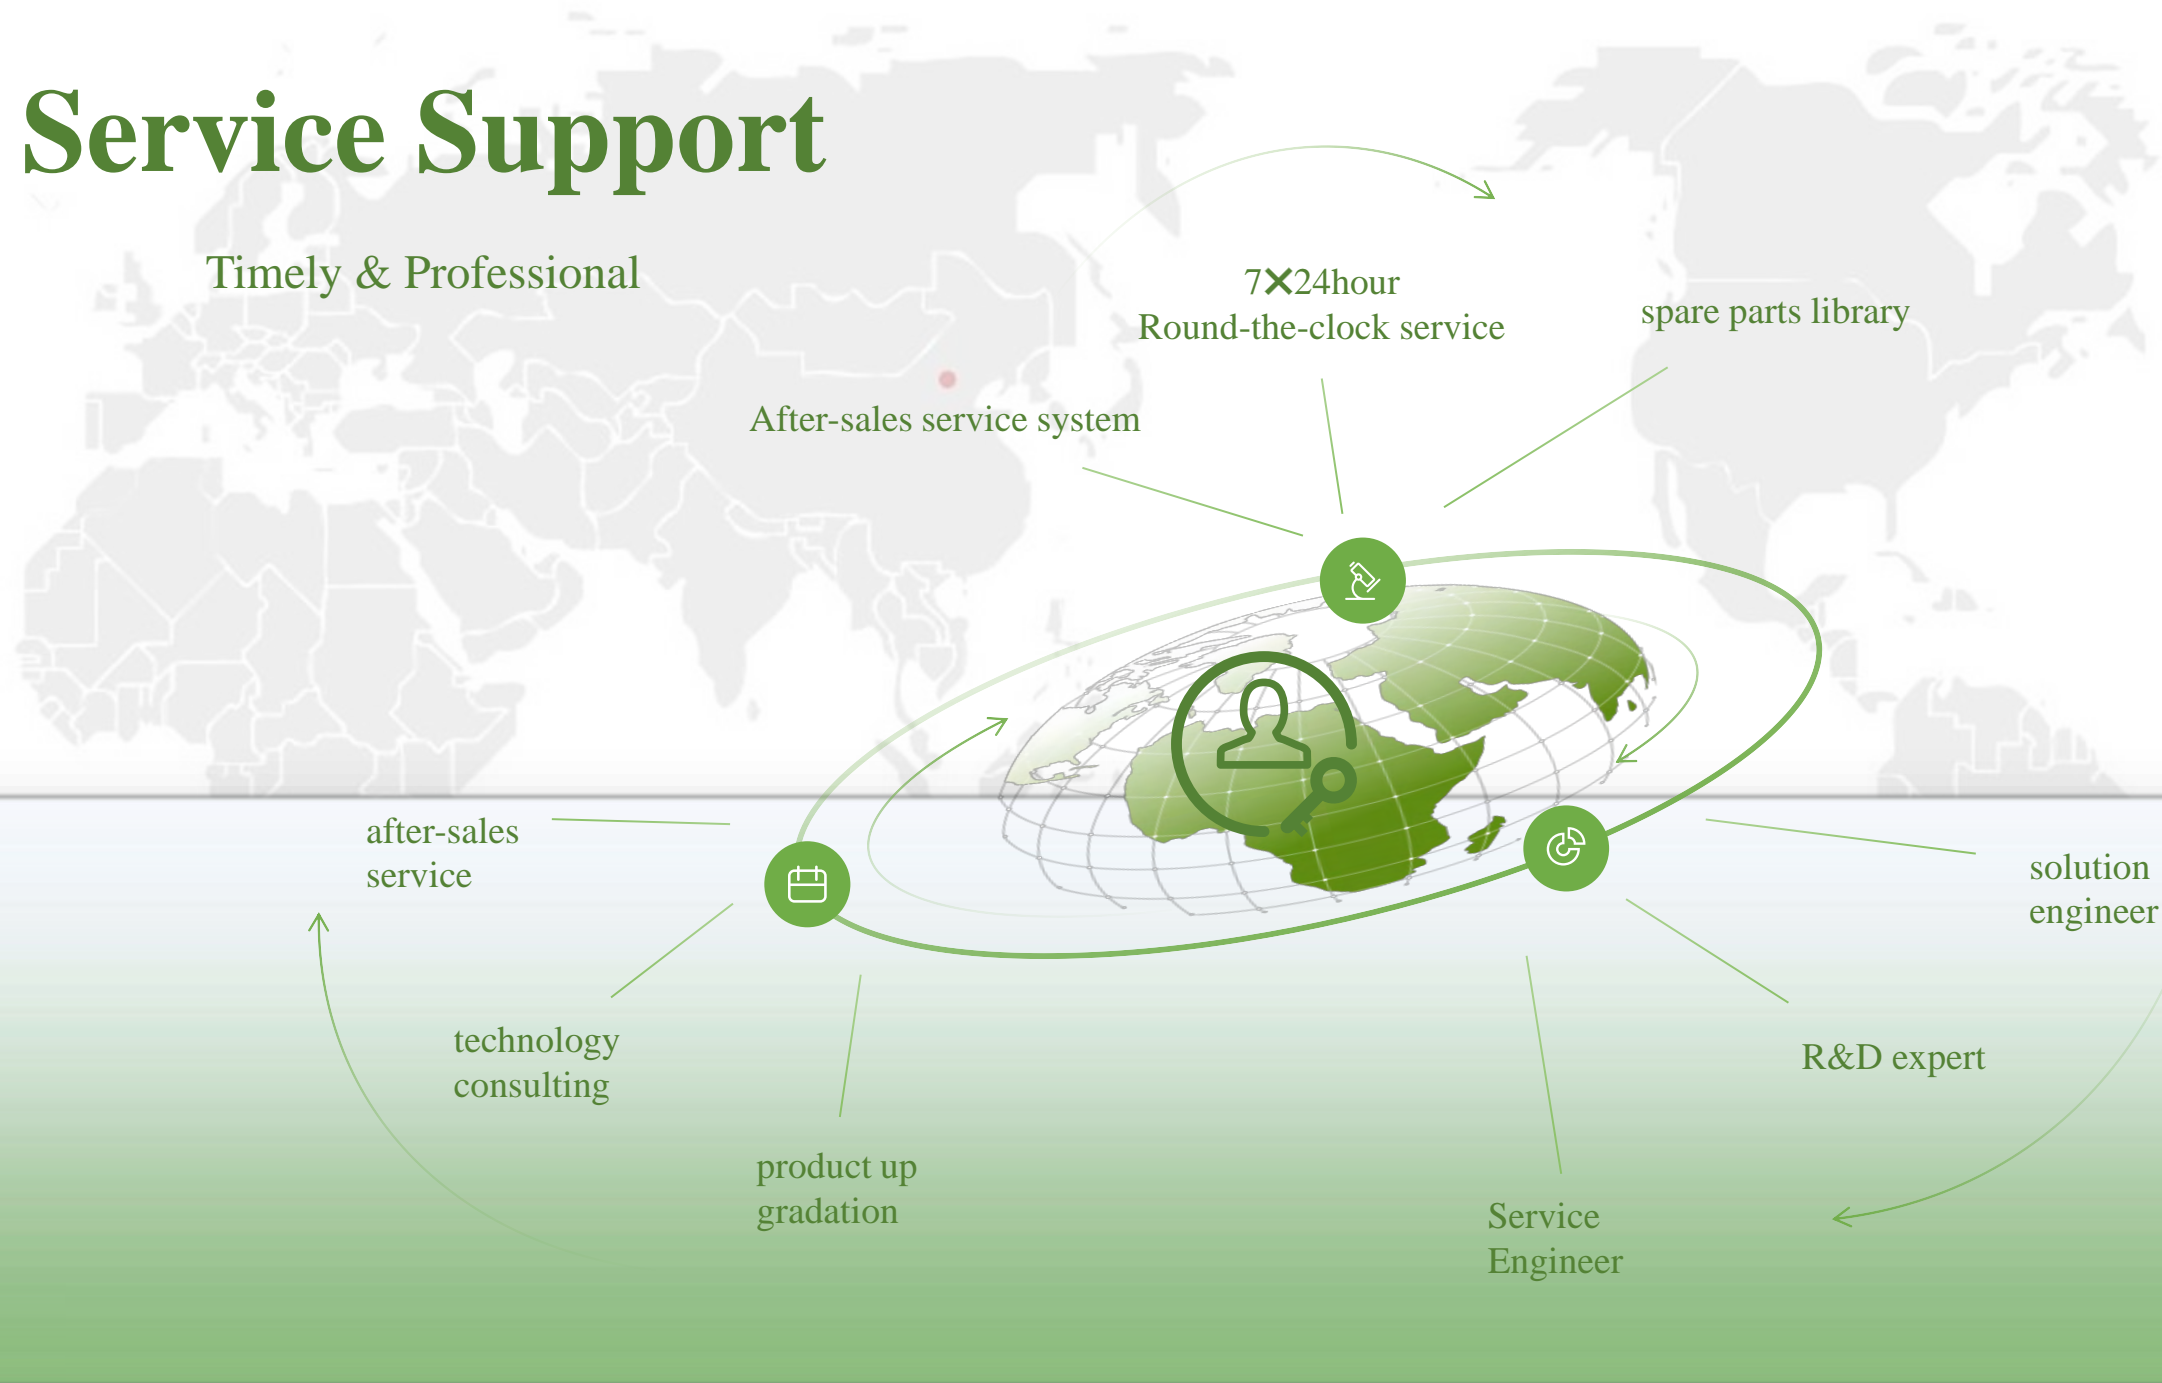 Service Support
Timely & Professional
7✕24hour
Round-the-clock service
spare parts library
After-sales service system
after-sales
service
solution
engineer
technology
consulting
R&D expert
product up
gradation
Service
Engineer